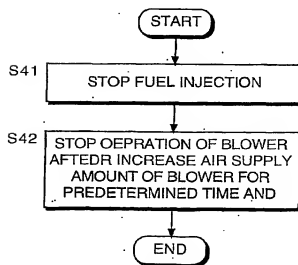 START
S41
STOP FUEL INJECTION
S42
STOP OEPRATION OF BLOWER
AFTEDR INCREASE AIR SUPPLY
AMOUNT OF BLOWER FOR
PREDETERMINED TIME AND
END